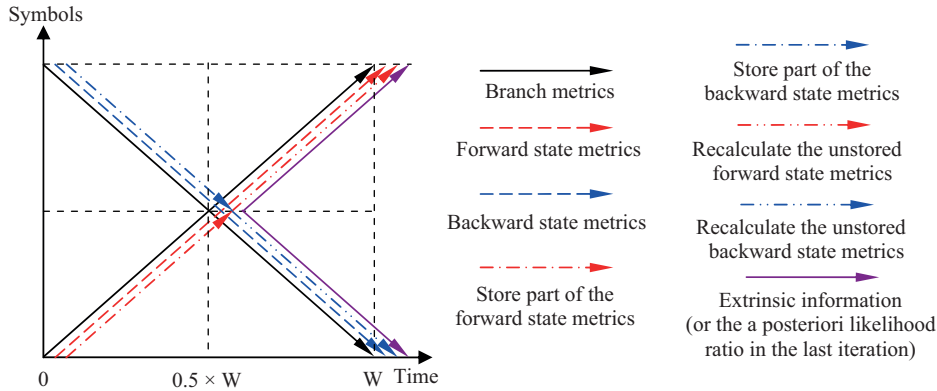 Symbols
0
0.5 × W
W
Time
Branch metrics
Forward state metrics
Backward state metrics
Store part of the
forward state metrics
Store part of the
backward state metrics
Recalculate the unstored
forward state metrics
Recalculate the unstored
backward state metrics
Extrinsic information
(or the a posteriori likelihood
ratio in the last iteration)